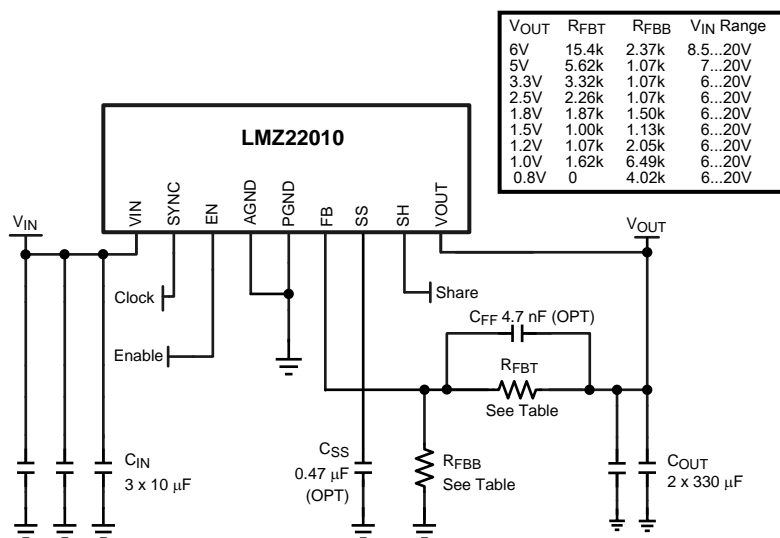 VOUT RFBT RFBB VIN Range
6V 15.4k 2.37k 8.5...20V
5V 5.62k 1.07k 7...20V
3.3V 3.32k 1.07k 6...20V
2.5V 2.26k 1.07k 6...20V
1.8V 1.87k 1.50k 6...20V
1.5V 1.00k 1.13k 6...20V
1.2V 1.07k 2.05k 6...20V
1.0V 1.62k 6.49k 6...20V
0.8V 0 4.02k 6...20V
LMZ22010
VIN SYNC EN AGND PGND FB SS SH VOUT
VIN
VOUT
Clock
Share
CFF 4.7 nF (OPT)
Enable
RFBT
See Table
CIN
3 x 10 μF
CSS
0.47 μF
(OPT)
RFBB
See Table
COUT
2 x 330 μF